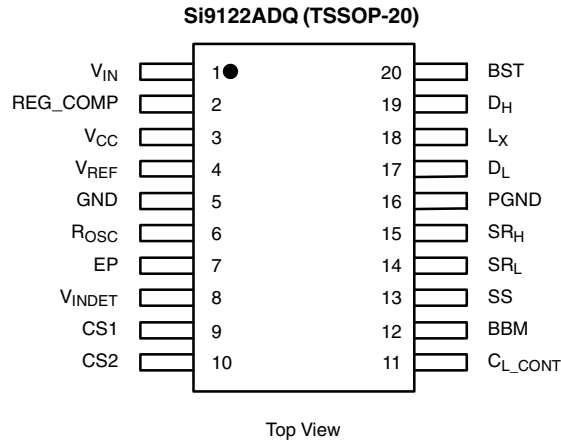 Si9122ADQ (TSSOP-20)
VIN 1 20 BST
REG_COMP 2 19 DH
VCC 3 18 LX
VREF 4 17 DL
GND 5 16 PGND
ROSC 6 15 SRH
EP 7 14 SRL
VINDET 8 13 SS
CS1 9 12 BBM
CS2 10 11 CL_CONT
Top View